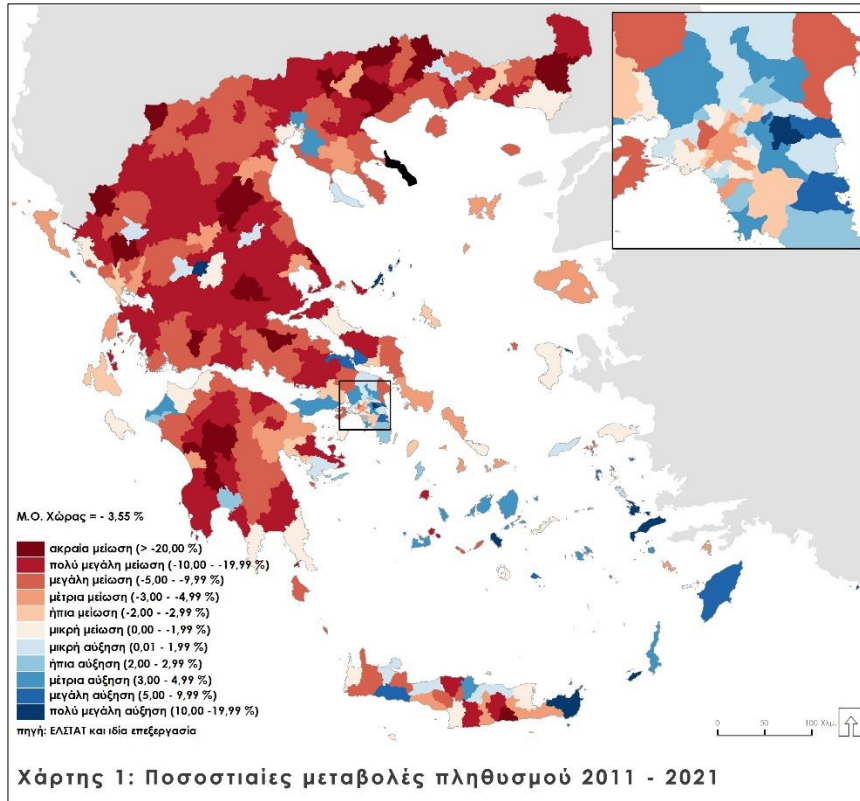 Μ.Ο. Χώρας = - 3,55 %
ακραία μείωση (> -20,00 %)
πολύ μεγάλη μείωση (-10,00 - -19,99 %)
μεγάλη μείωση (-5,00 - -9,99 %)
μέτρια μείωση (-3,00 - -4,99 %)
ήπια μείωση (-2,00 - -2,99 %)
μικρή μείωση (0,00 - -1,99 %)
μικρή αύξηση (0,01 - 1,99 %)
ήπια αύξηση (2,00 - 2,99 %)
μέτρια αύξηση (3,00 - 4,99 %)
μεγάλη αύξηση (5,00 - 9,99 %)
πολύ μεγάλη αύξηση (10,00 -19,99 %)
πηγή: ΕΛΣΤΑΤ και ιδία επεξεργασία
0 50 100 Χλμ.
Χάρτης 1: Ποσοστιαίες μεταβολές πληθυσμού 2011 - 2021